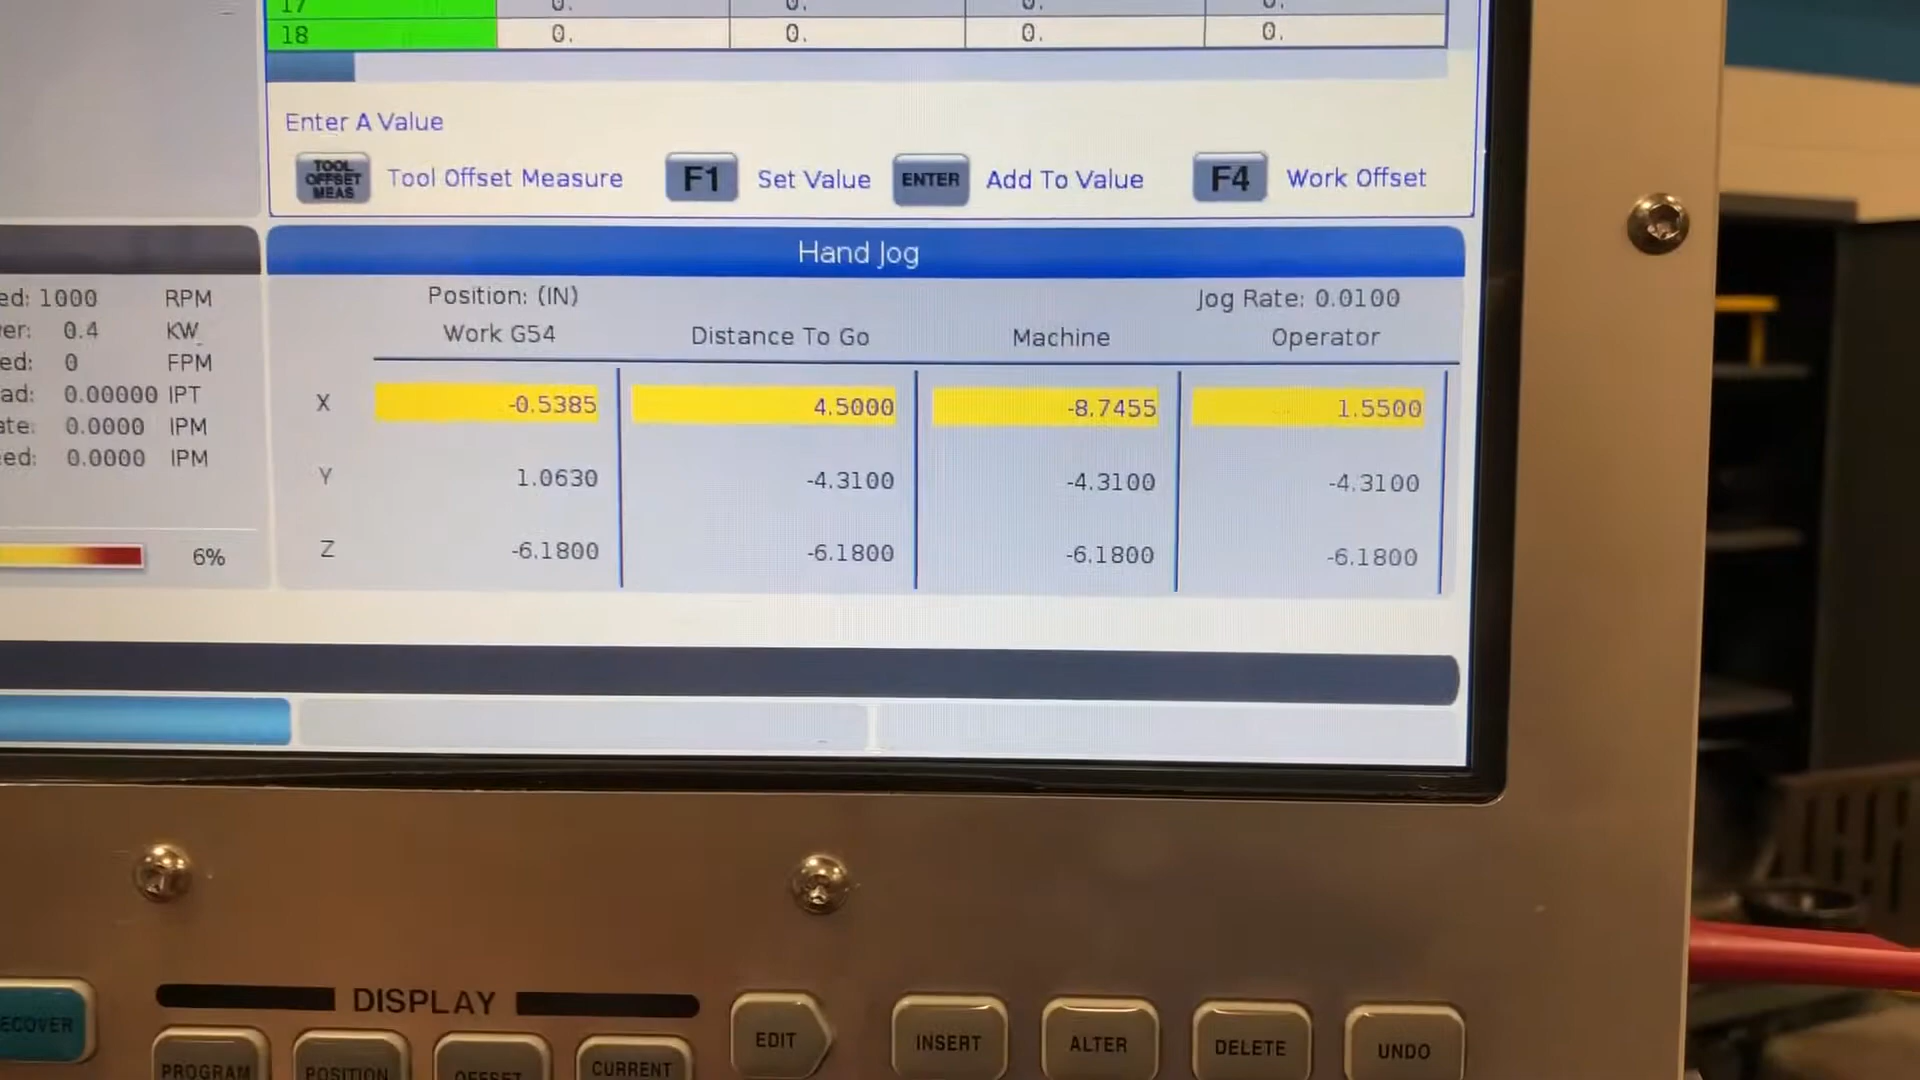 17 0. 0. 0. 0.
18 0. 0. 0. 0.
Enter A Value
TOOL OFFSET MEAS Tool Offset Measure F1 Set Value ENTER Add To Value F4 Work Offset
Hand Jog
ed: 1000 RPM
er: 0.4 KW
ed: 0 FPM
ad: 0.00000 IPT
ate: 0.0000 IPM
eed: 0.0000 IPM
6%
Position: (IN) Jog Rate: 0.0100
Work G54 Distance To Go Machine Operator
X -0.5385 4.5000 -8.7455 1.5500
Y 1.0630 -4.3100 -4.3100 -4.3100
Z -6.1800 -6.1800 -6.1800 -6.1800
ECOVER
DISPLAY
PROGRAM POSITION OFFSET CURRENT
EDIT INSERT ALTER DELETE UNDO